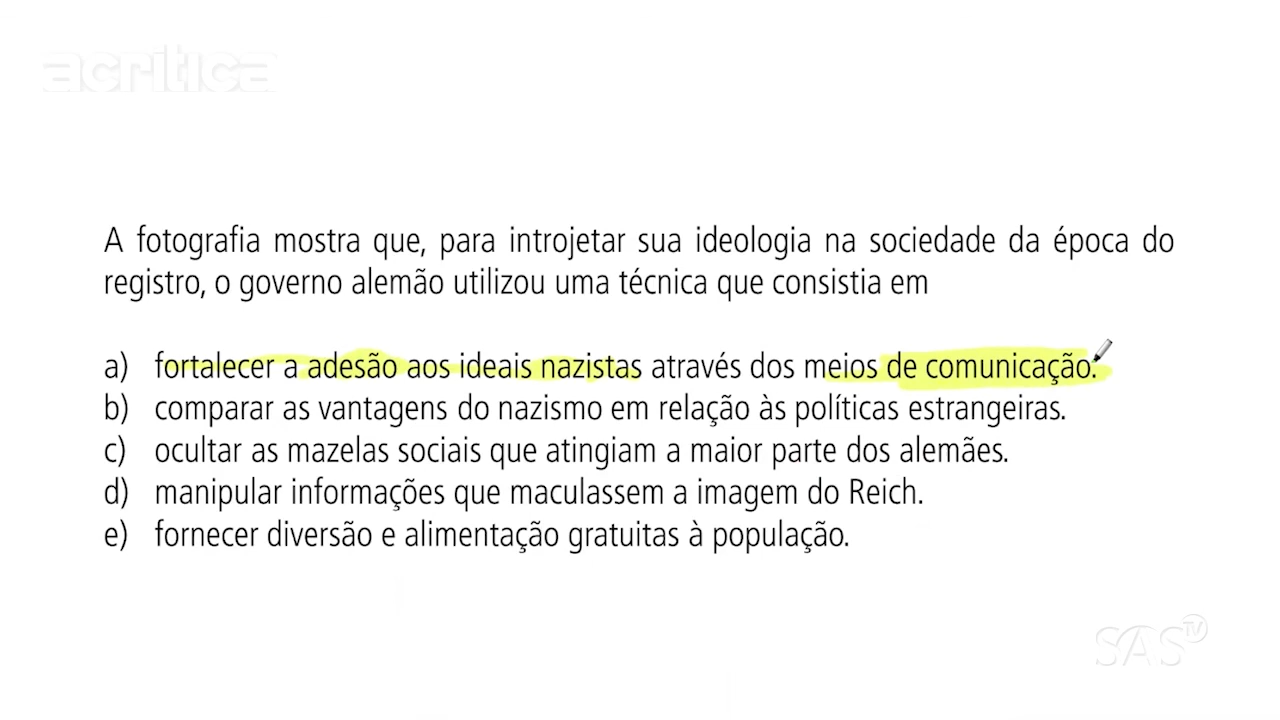 acrítica
A fotografia mostra que, para introjetar sua ideologia na sociedade da época do
registro, o governo alemão utilizou uma técnica que consistia em
a) fortalecer a adesão aos ideais nazistas através dos meios de comunicação.
b) comparar as vantagens do nazismo em relação às políticas estrangeiras.
c) ocultar as mazelas sociais que atingiam a maior parte dos alemães.
d) manipular informações que maculassem a imagem do Reich.
e) fornecer diversão e alimentação gratuitas à população.
SAS TV